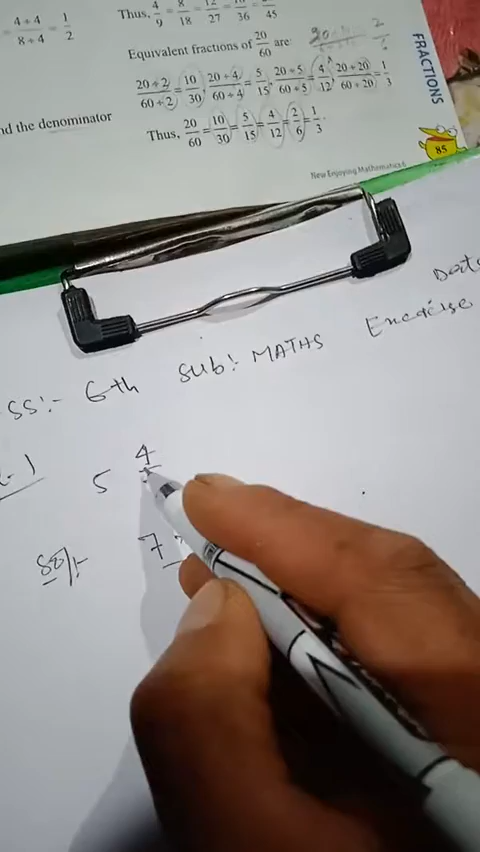 = 4÷4/8÷4 = 1/2
Thus, 4/9 = 8/18 = 12/27 = 16/36 = /45
Equivalent fractions of 20/60 are:
20÷2/60÷2 = 10/30, 20÷4/60÷4 = 5/15, 20÷5/60÷5 = 4/12, 20÷20/60÷20 = 1/3
nd the denominator
Thus, 20/60 = 10/30 = 5/15 = 4/12 = 2/6 = 1/3.
FRACTIONS
85
New Enjoying Mathematics-6
Date
SS:- 6th Sub:- MATHS Exercise
-1
5 4
Sol:- 7